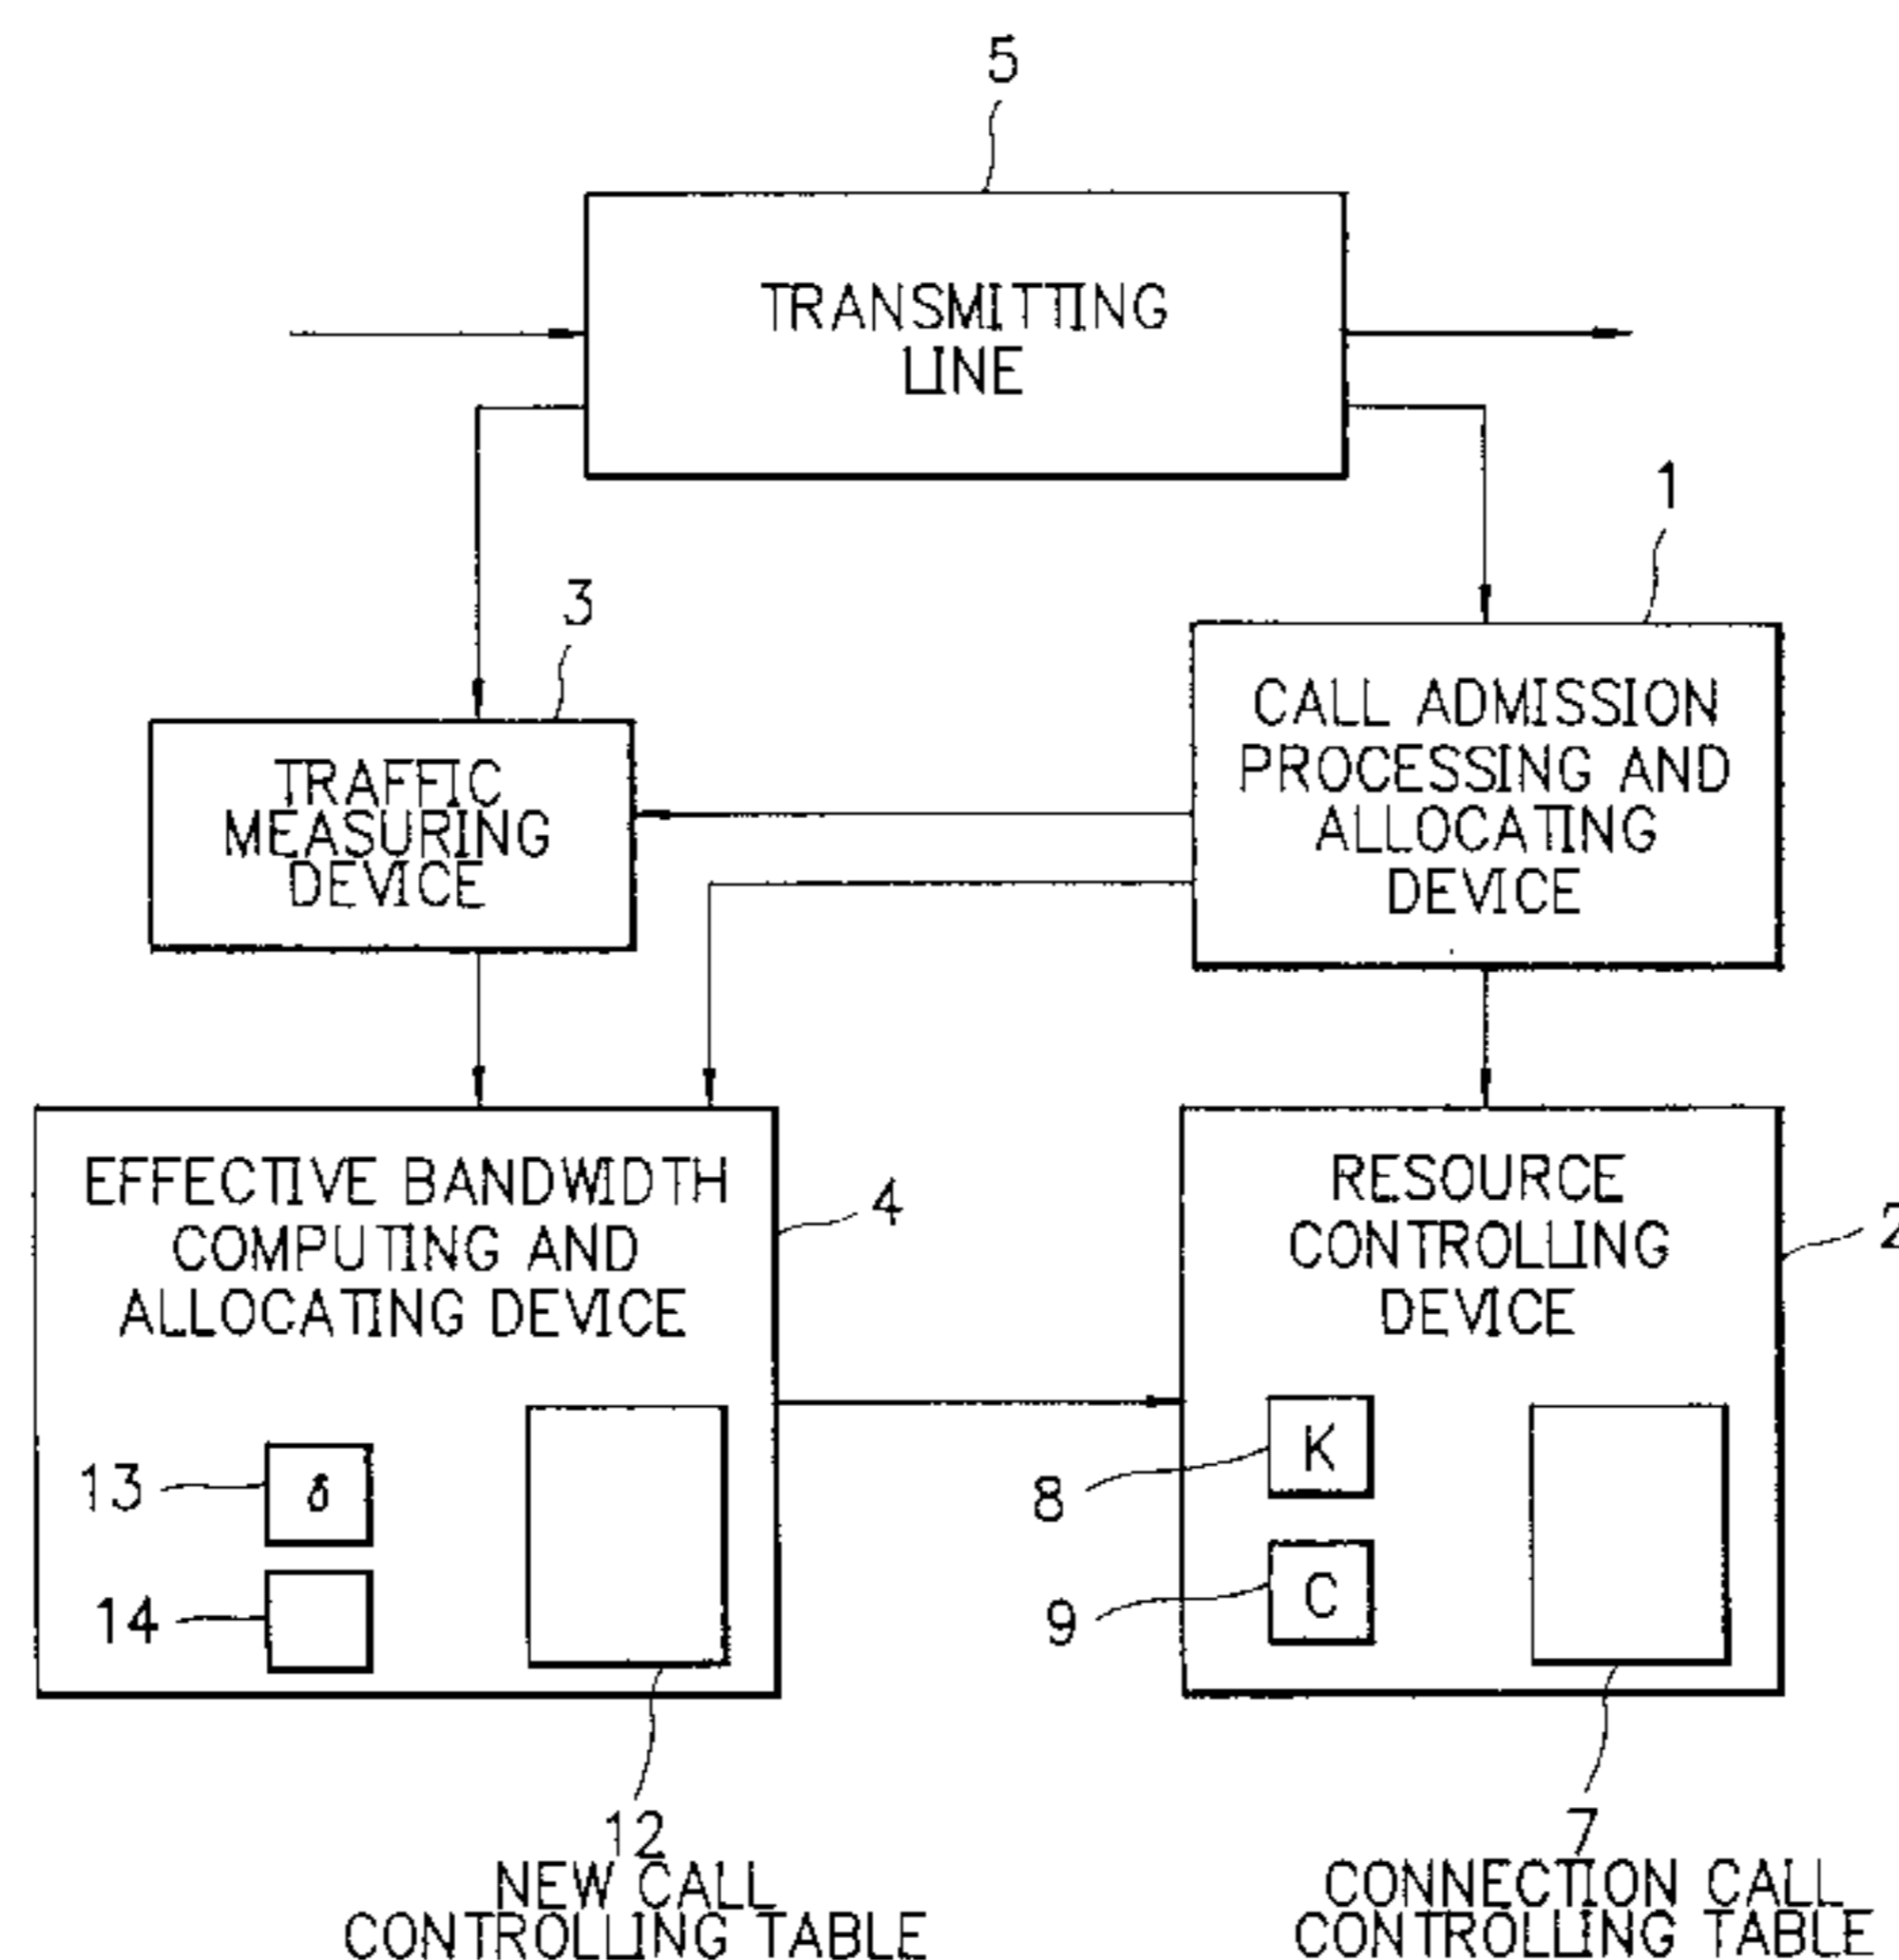 5
TRANSMITTING
LINE
1
3
CALL ADMISSION
PROCESSING AND
ALLOCATING
DEVICE
TRAFFIC
MEASURING
DEVICE
EFFECTIVE BANDWIDTH
COMPUTING AND
ALLOCATING DEVICE
4
RESOURCE
CONTROLLING
DEVICE
2
13
δ
14
8
K
9
C
12
NEW CALL
CONTROLLING TABLE
7
CONNECTION CALL
CONTROLLING TABLE